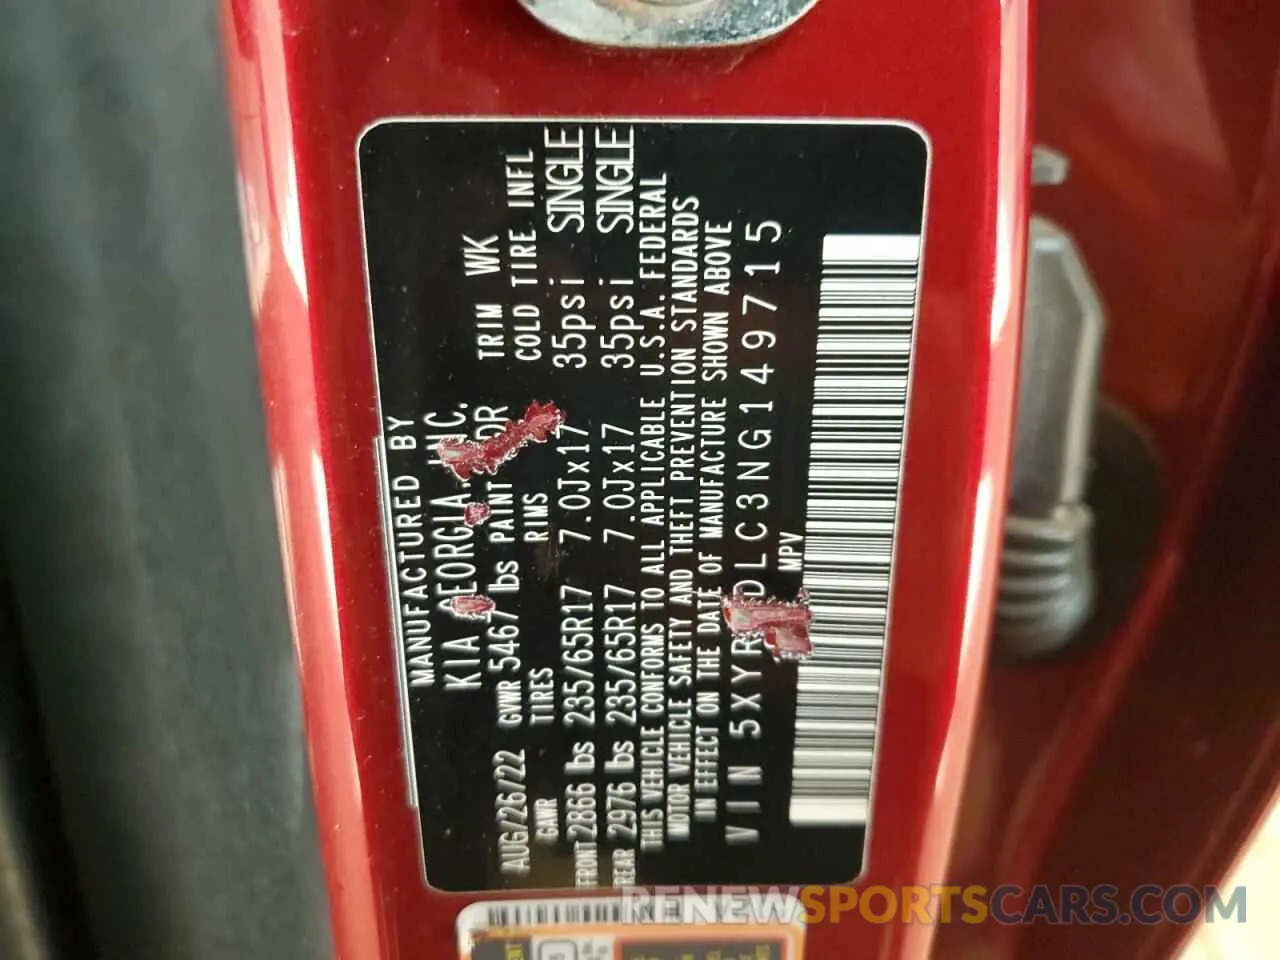 MANUFACTURED BY
KIA GEORGIA. INC.
AUG/26/22 GVWR 5467 lbs PAINT DR TRIM WK
GAWR TIRES RIMS COLD TIRE INFL
FRONT 2866 lbs 235/65R17 7.0Jx17 35psi SINGLE
REAR 2976 lbs 235/65R17 7.0Jx17 35psi SINGLE
THIS VEHICLE CONFORMS TO ALL APPLICABLE U.S.A. FEDERAL
MOTOR VEHICLE SAFETY AND THEFT PREVENTION STANDARDS
IN EFFECT ON THE DATE OF MANUFACTURE SHOWN ABOVE
VIN 5XYR DLC3NG149715
MPV
RENEWSPORTSCARS.COM